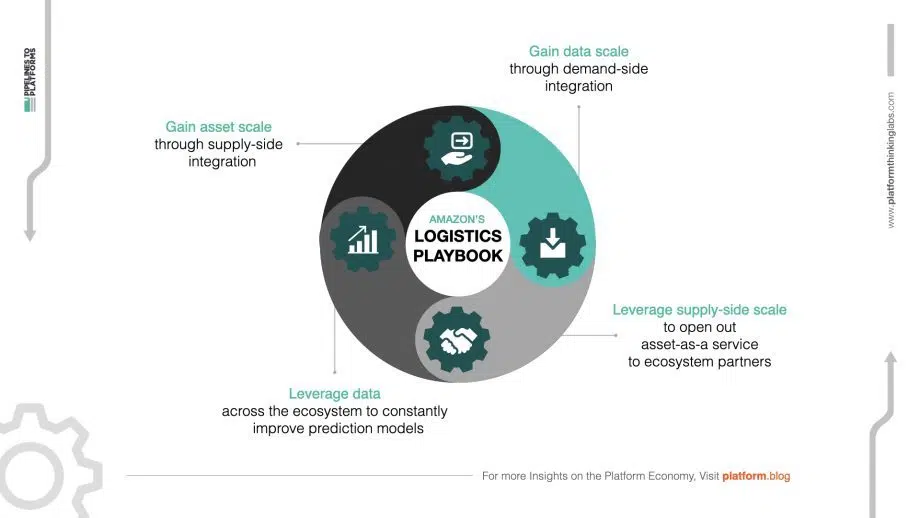 PIPELINES TO
PLATFORMS
Gain data scale
through demand-side
integration
Gain asset scale
through supply-side
integration
AMAZON'S
LOGISTICS
PLAYBOOK
Leverage supply-side scale
to open out
asset-as-a service
to ecosystem partners
Leverage data
across the ecosystem to constantly
improve prediction models
www.platformthinkinglabs.com
For more Insights on the Platform Economy, Visit platform.blog